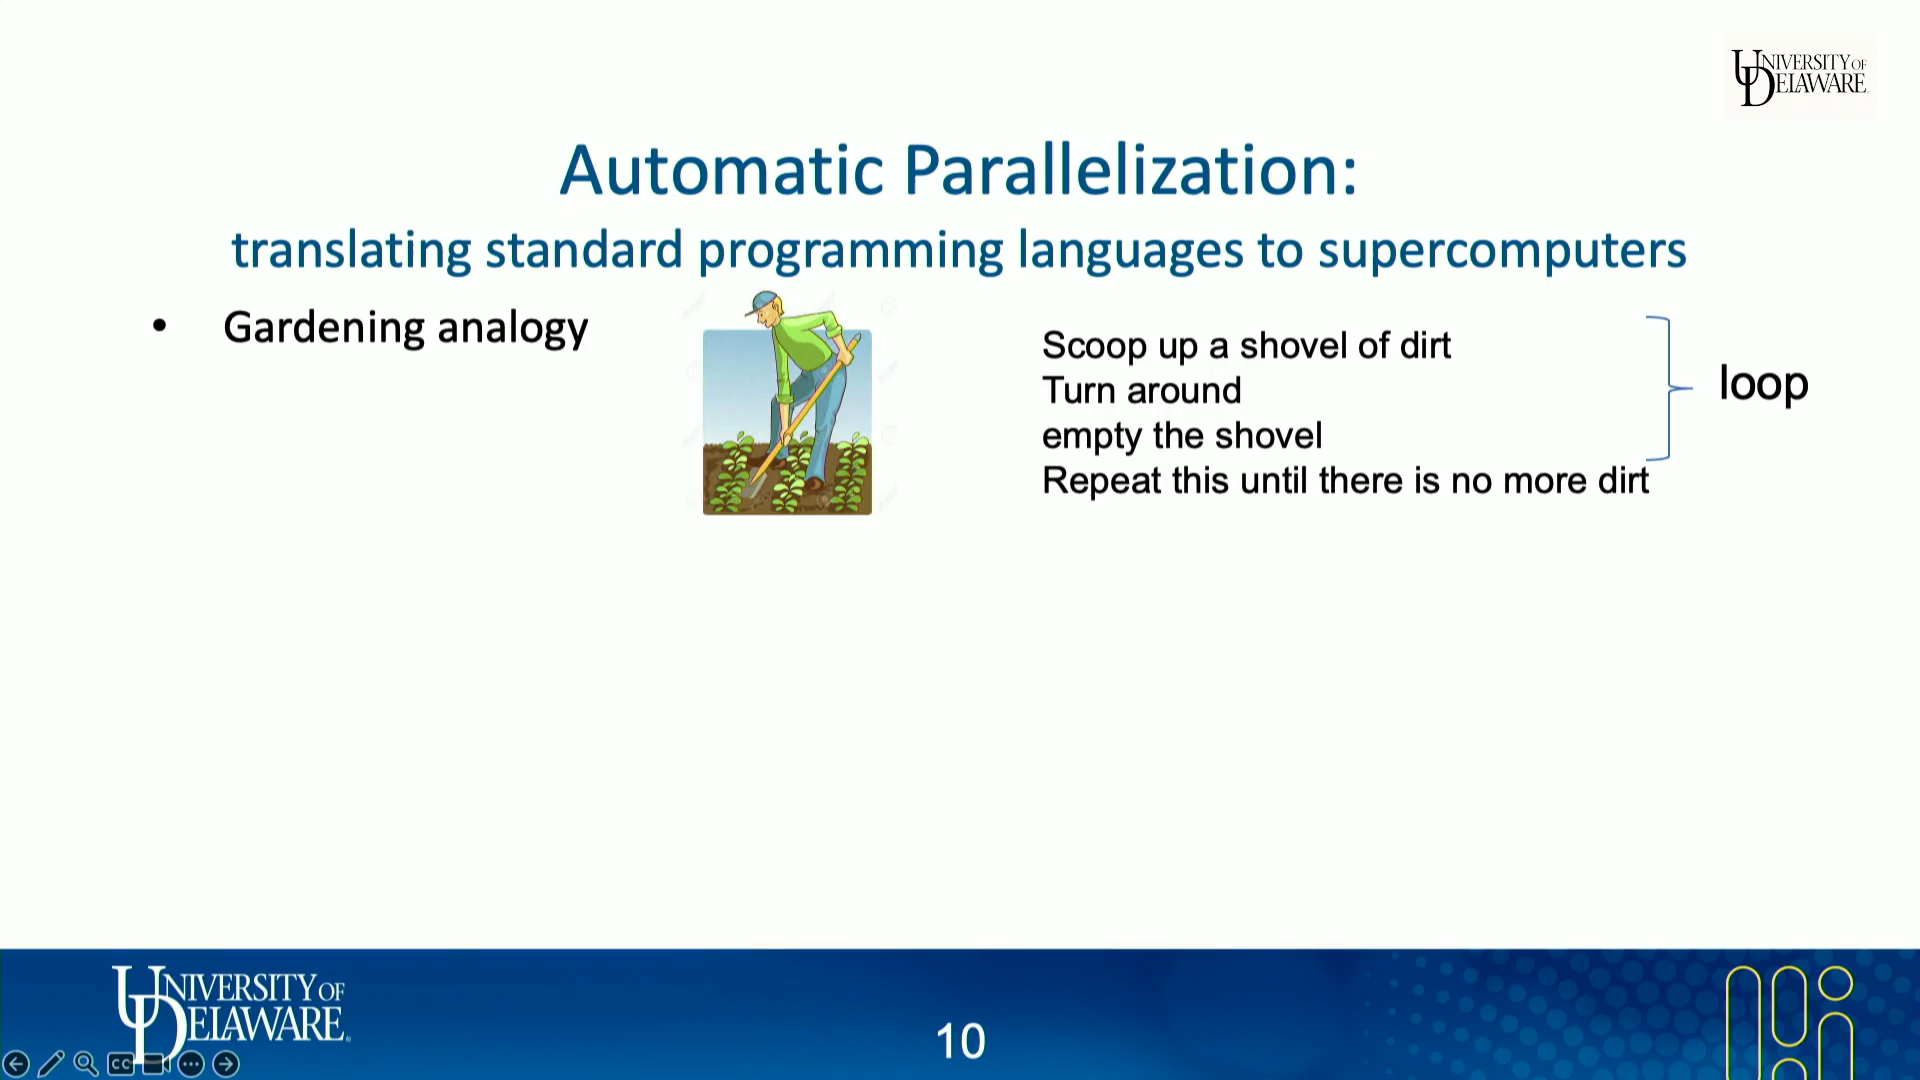 UNIVERSITY OF
DELAWARE
Automatic Parallelization:
translating standard programming languages to supercomputers
• Gardening analogy
Scoop up a shovel of dirt
Turn around
empty the shovel
Repeat this until there is no more dirt
loop
UNIVERSITY OF
DELAWARE.
10
CC